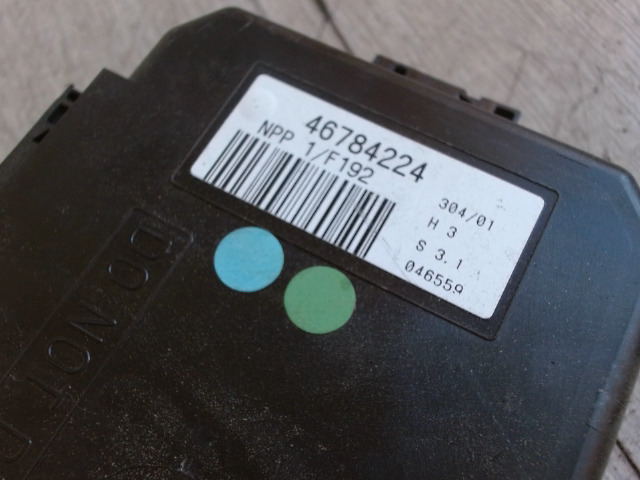 46784224
NPP 1/F192
304/01
H 3
S 3.1
046559
DO NOT